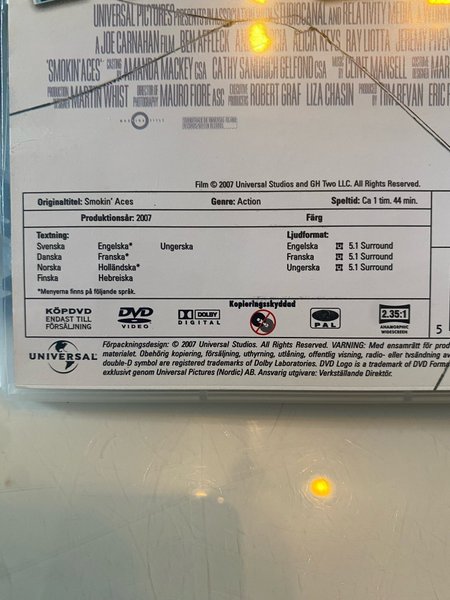 UNIVERSAL PICTURES PRESENTS IN ASSOCIATION WITH STUDIOCANAL AND RELATIVITY MEDIA A WORKING
A JOE CARNAHAN FILM BEN AFFLECK ALICIA KEYS RAY LIOTTA JEREMY PIVEN
"SMOKIN' ACES" CASTING BY AMANDA MACKEY CSA CATHY SANDRICH GELFOND CSA MUSIC BY CLINT MANSELL
PRODUCTION DESIGNER MARTIN WHIST DIRECTOR OF PHOTOGRAPHY MAURO FIORE ASC EXECUTIVE PRODUCERS ROBERT GRAF LIZA CHASIN PRODUCED BY TIM BEVAN ERIC F
Film © 2007 Universal Studios and GH Two LLC. All Rights Reserved.
Originaltitel: Smokin' Aces Genre: Action Speltid: Ca 1 tim. 44 min.
Produktionsår: 2007 Färg
Textning: Ljudformat:
Svenska Engelska* Ungerska Engelska 5.1 Surround
Danska Franska* Franska 5.1 Surround
Norska Holländska* Ungerska 5.1 Surround
Finska Hebreiska
*Menyerna finns på följande språk.
Kopieringsskyddad
KÖPDVD
ENDAST TILL
FÖRSÄLJNING
DVD
VIDEO
DOLBY
DIGITAL
PAL
2.35:1
ANAMORPHIC
WIDESCREEN
5
UNIVERSAL
Förpackningsdesign: © 2007 Universal Studios. All Rights Reserved. VARNING: Med ensamrätt för prod
materialet. Obehörig kopiering, försäljning, uthyrning, utlåning, offentlig visning, radio- eller tvsändning av
double-D symbol are registered trademarks of Dolby Laboratories. DVD Logo is a trademark of DVD Forma
exklusivt genom Universal Pictures (Nordic) AB. Ansvarig utgivare: Verkställande Direktör.